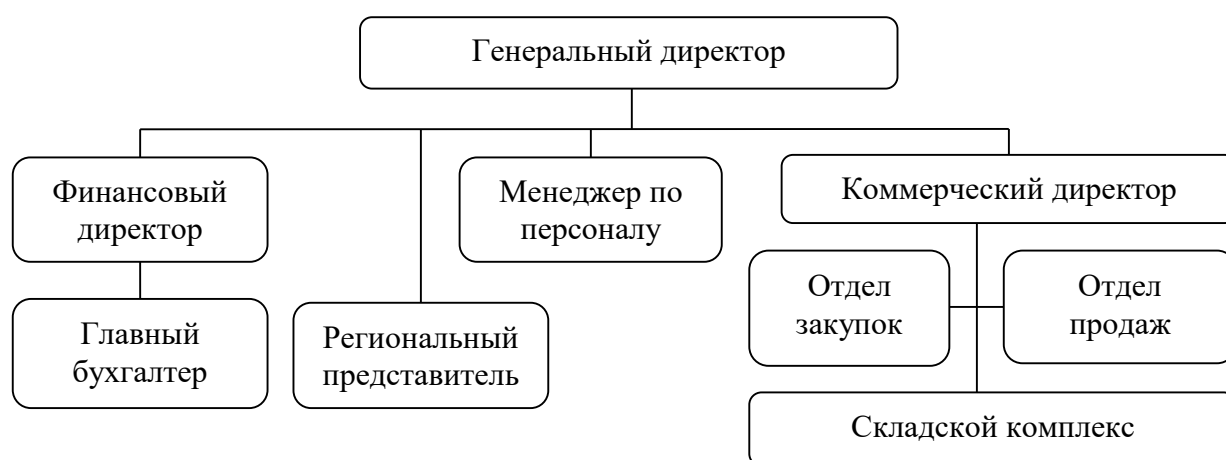 Генеральный директор
Финансовый
директор
Менеджер по
персоналу
Коммерческий директор
Отдел
закупок
Отдел
продаж
Главный
бухгалтер
Региональный
представитель
Складской комплекс